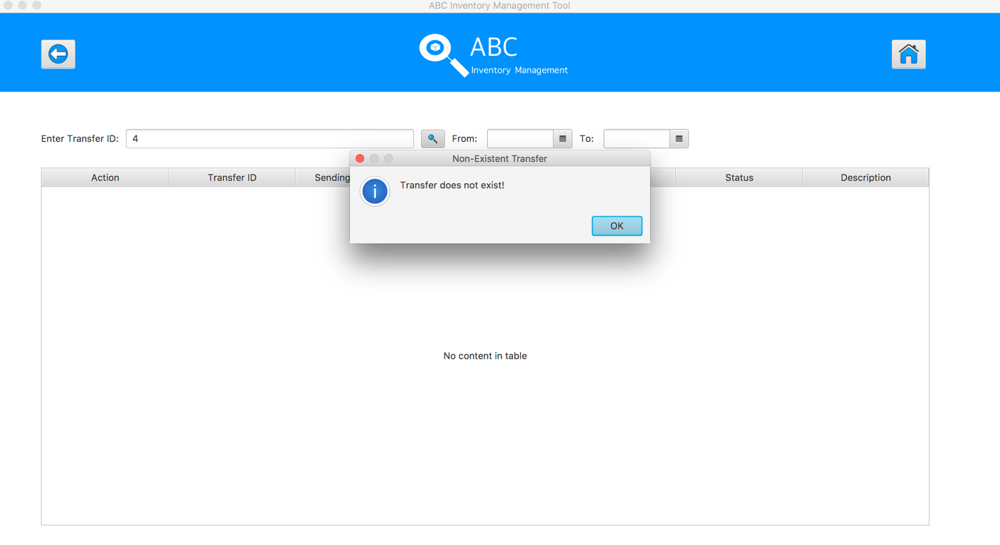 ABC Inventory Management Tool
ABC
Inventory Management
Enter Transfer ID: 4 From: To:
Non-Existent Transfer
Transfer does not exist!
OK
Action Transfer ID Sending Status Description
No content in table